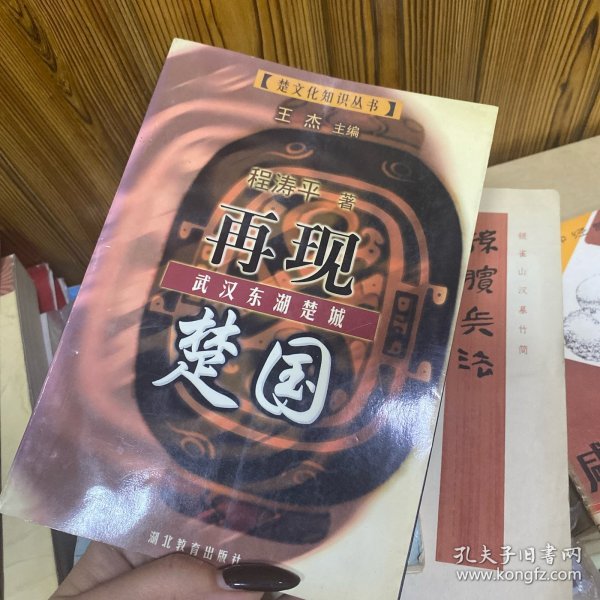 【楚文化知识丛书】
王杰 主编
程涛平 著
再现
武汉东湖楚城
楚国
湖北教育出版社
银雀山汉墓竹简
孙膑兵法
孔夫子旧书网
www.kongfz.com